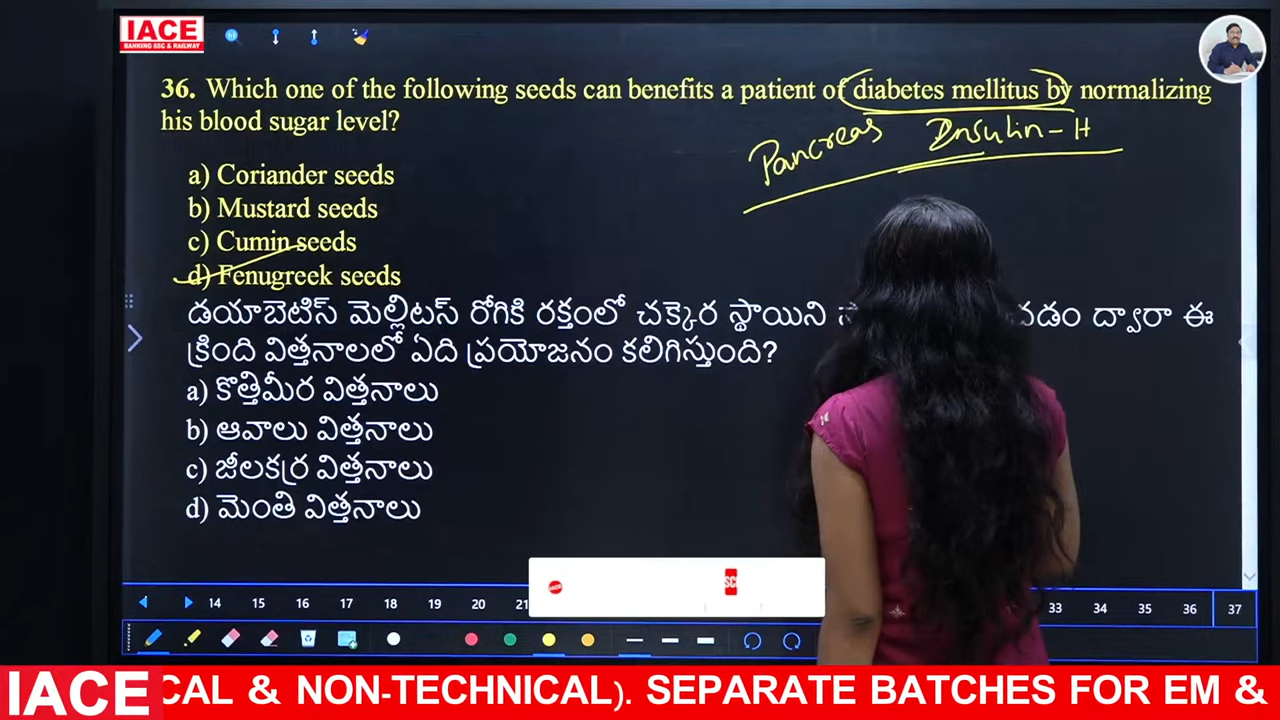 IACE
BANKING SSC & RAILWAY
36. Which one of the following seeds can benefits a patient of diabetes mellitus by normalizing
his blood sugar level?
Pancreas Insulin - H
a) Coriander seeds
b) Mustard seeds
c) Cumin seeds
d) Fenugreek seeds
డయాబెటిస్ మెల్లిటస్ రోగికి రక్తంలో చక్కెర స్థాయిని ద్వారా ఈ
క్రింది విత్తనాలలో ఏది ప్రయోజనం కలిగిస్తుంది?
a) కొత్తిమీర విత్తనాలు
b) ఆవాలు విత్తనాలు
c) జీలకర్ర విత్తనాలు
d) మెంతి విత్తనాలు
14 15 16 17 18 19 20 21 33 34 35 36 37
IACE CAL & NON-TECHNICAL). SEPARATE BATCHES FOR EM &